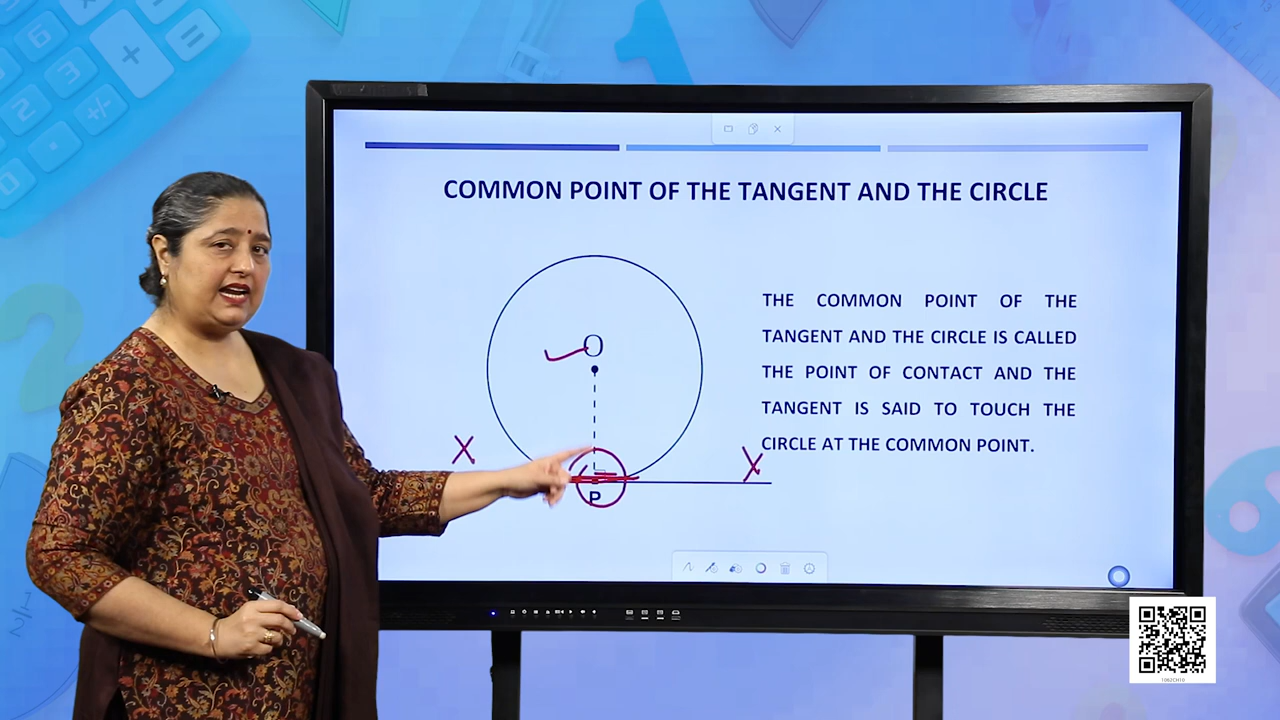 COMMON POINT OF THE TANGENT AND THE CIRCLE
THE COMMON POINT OF THE
TANGENT AND THE CIRCLE IS CALLED
THE POINT OF CONTACT AND THE
TANGENT IS SAID TO TOUCH THE
CIRCLE AT THE COMMON POINT.
O
X
X
P
1062CH10